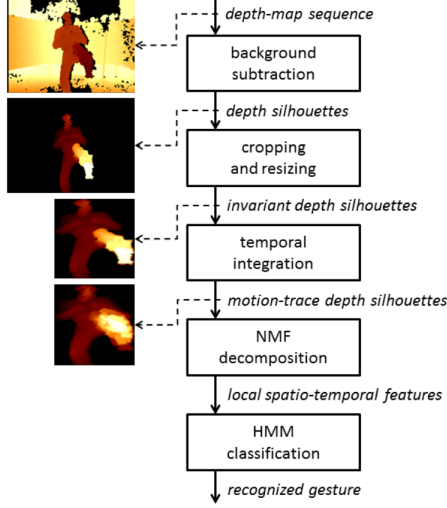 depth-map sequence
background
subtraction
depth silhouettes
cropping
and resizing
invariant depth silhouettes
temporal
integration
motion-trace depth silhouettes
NMF
decomposition
local spatio-temporal features
HMM
classification
recognized gesture